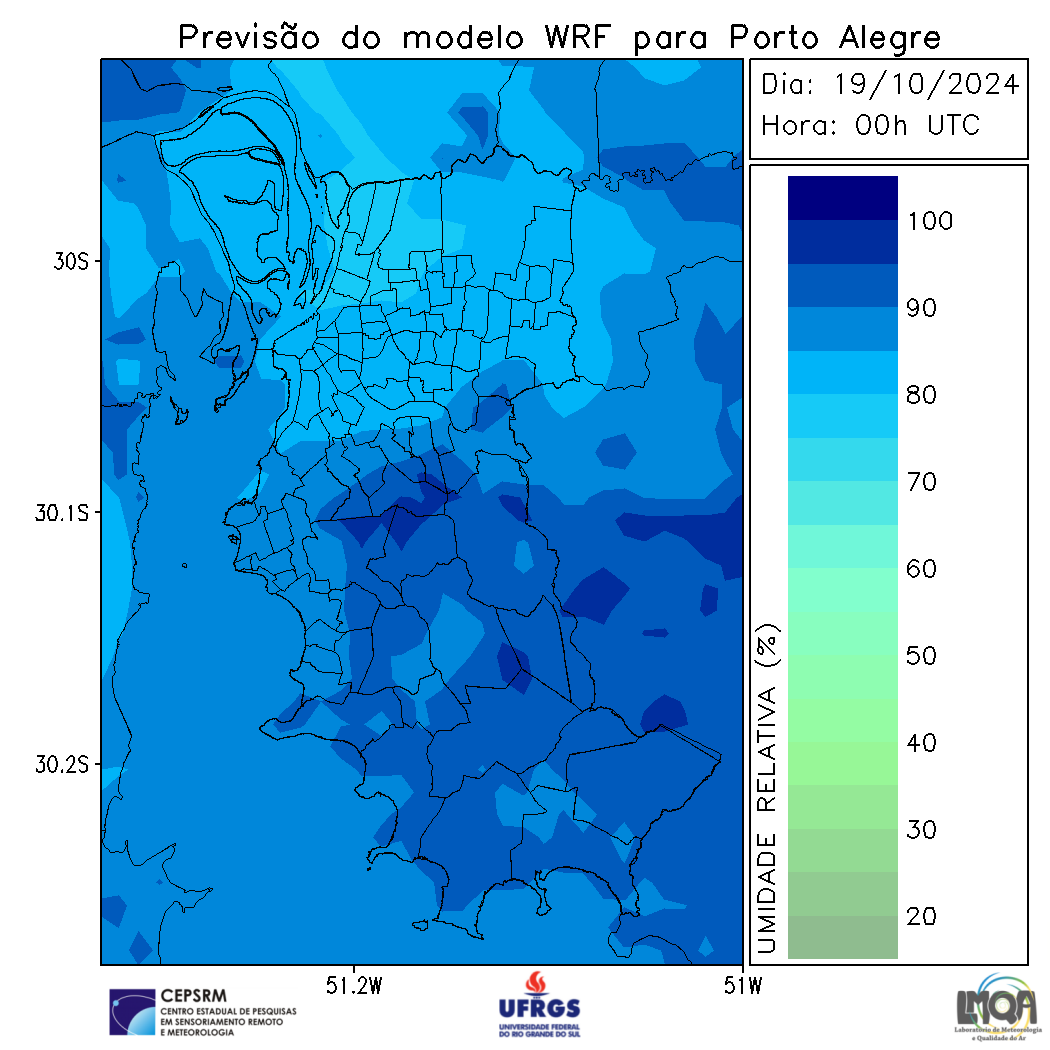 Previsão do modelo WRF para Porto Alegre
Dia: 19/10/2024
Hora: 00h UTC
30S
30.1S
30.2S
51.2W
51W
UMIDADE RELATIVA (%)
100
90
80
70
60
50
40
30
20
CEPSRM
CENTRO ESTADUAL DE PESQUISAS
EM SENSORIAMENTO REMOTO
E METEOROLOGIA
UFRGS
UNIVERSIDADE FEDERAL
DO RIO GRANDE DO SUL
LMQA
Laboratório de Meteorologia
e Qualidade do Ar